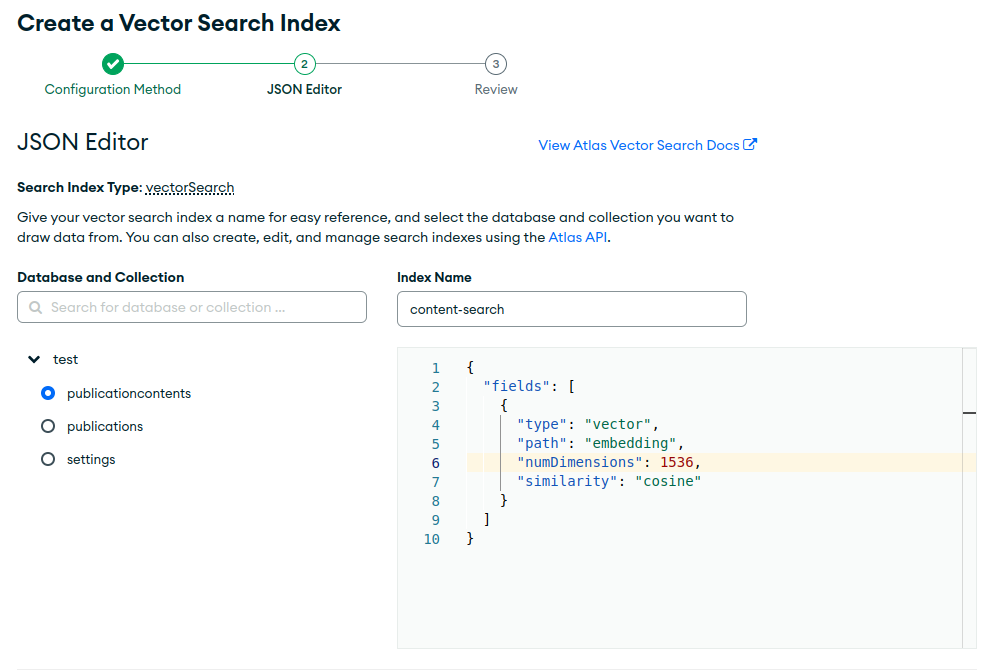 Create a Vector Search Index
2
3
Configuration Method
JSON Editor
Review
JSON Editor
View Atlas Vector Search Docs
Search Index Type: vectorSearch
Give your vector search index a name for easy reference, and select the database and collection you want to
draw data from. You can also create, edit, and manage search indexes using the Atlas API.
Database and Collection
Search for database or collection ...
test
publicationcontents
publications
settings
Index Name
content-search
1 {
2   "fields": [
3     {
4       "type": "vector",
5       "path": "embedding",
6       "numDimensions": 1536,
7       "similarity": "cosine"
8     }
9   ]
10 }